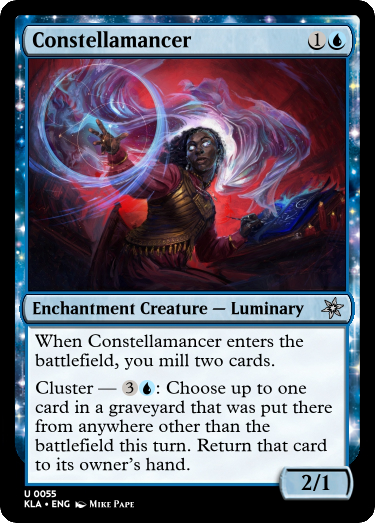 Constellamancer 1
Enchantment Creature — Luminary
When Constellamancer enters the
battlefield, you mill two cards.
Cluster — 3: Choose up to one
card in a graveyard that was put there
from anywhere other than the
battlefield this turn. Return that card
to its owner's hand.
2/1
U 0055
KLA • ENG Mike Pape